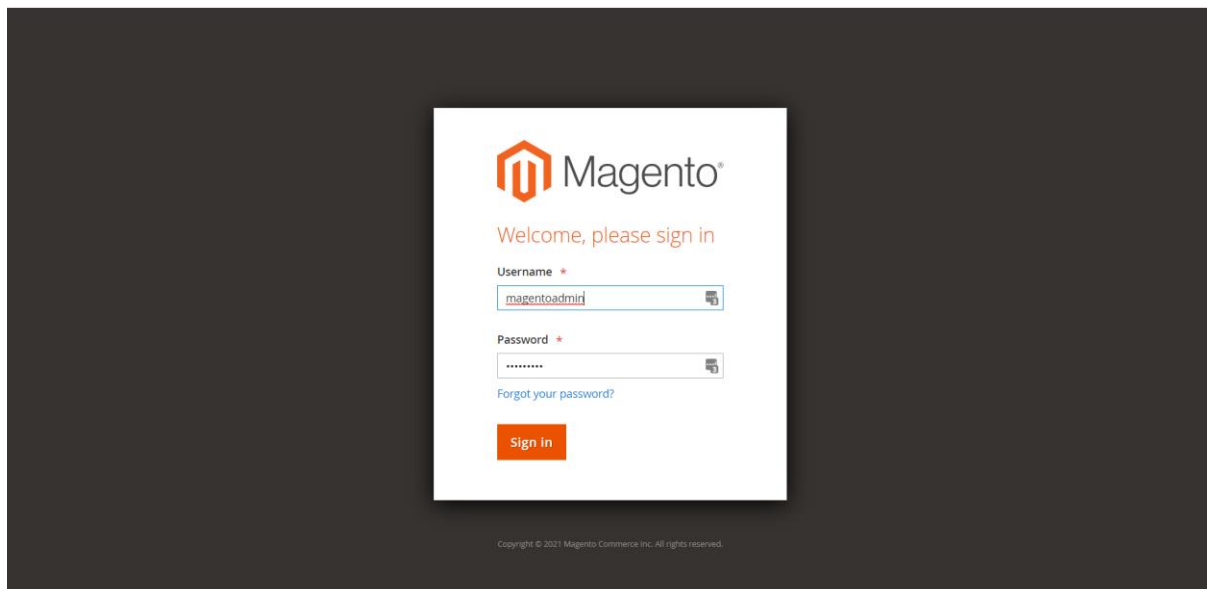 Magento®
Welcome, please sign in
Username *
magentoadmin
Password *
•••••••••
Forgot your password?
Sign in
Copyright © 2021 Magento Commerce Inc. All rights reserved.